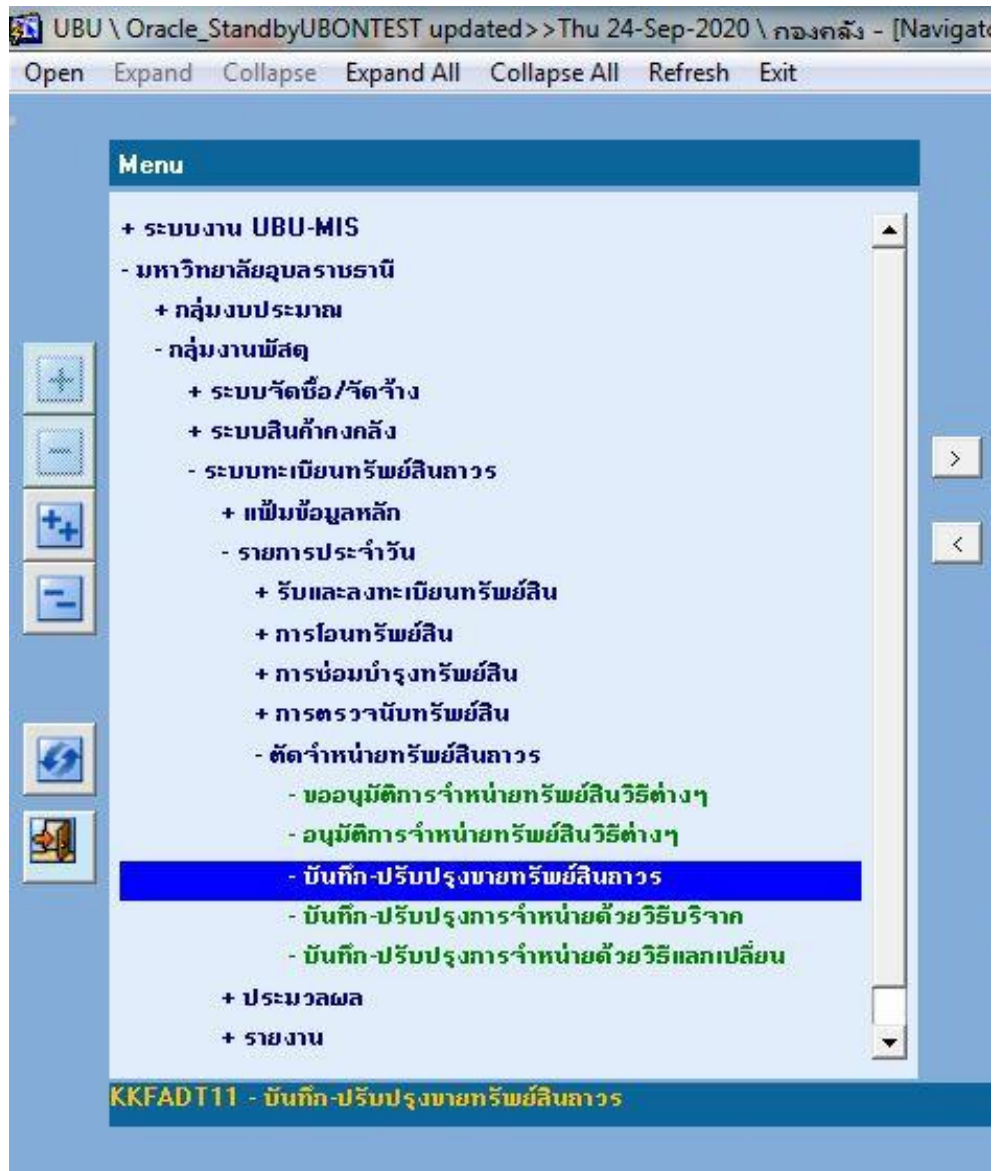 UBU \ Oracle_StandbyUBONTEST updated>>Thu 24-Sep-2020 \ กองคลัง - [Navigato
Open Expand Collapse Expand All Collapse All Refresh Exit
Menu
+ ระบบงาน UBU-MIS
- มหาวิทยาลัยอุบลราชธานี
+ กลุ่มงบประมาณ
- กลุ่มงานพัสดุ
+ ระบบจัดซื้อ/จัดจ้าง
+ ระบบสินค้าคงคลัง
- ระบบทะเบียนทรัพย์สินถาวร
+ แฟ้มข้อมูลหลัก
- รายการประจำวัน
+ รับและลงทะเบียนทรัพย์สิน
+ การโอนทรัพย์สิน
+ การซ่อมบำรุงทรัพย์สิน
+ การตรวจนับทรัพย์สิน
- ตัดจำหน่ายทรัพย์สินถาวร
- ขออนุมัติการจำหน่ายทรัพย์สินวิธีต่างๆ
- อนุมัติการจำหน่ายทรัพย์สินวิธีต่างๆ
- บันทึก-ปรับปรุงขายทรัพย์สินถาวร
- บันทึก-ปรับปรุงการจำหน่ายด้วยวิธีบริจาค
- บันทึก-ปรับปรุงการจำหน่ายด้วยวิธีแลกเปลี่ยน
+ ประมวลผล
+ รายงาน
KKFADT11 - บันทึก-ปรับปรุงขายทรัพย์สินถาวร